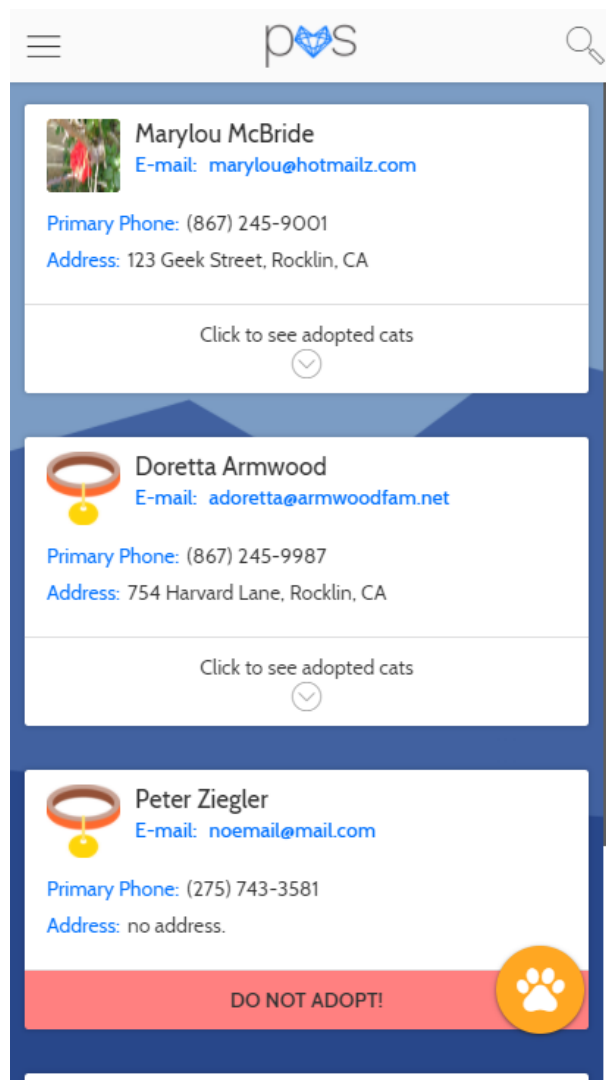 pws
Marylou McBride
E-mail: marylou@hotmailz.com
Primary Phone: (867) 245-9001
Address: 123 Geek Street, Rocklin, CA
Click to see adopted cats
Doretta Armwood
E-mail: adoretta@armwoodfam.net
Primary Phone: (867) 245-9987
Address: 754 Harvard Lane, Rocklin, CA
Click to see adopted cats
Peter Ziegler
E-mail: noemail@mail.com
Primary Phone: (275) 743-3581
Address: no address.
DO NOT ADOPT!